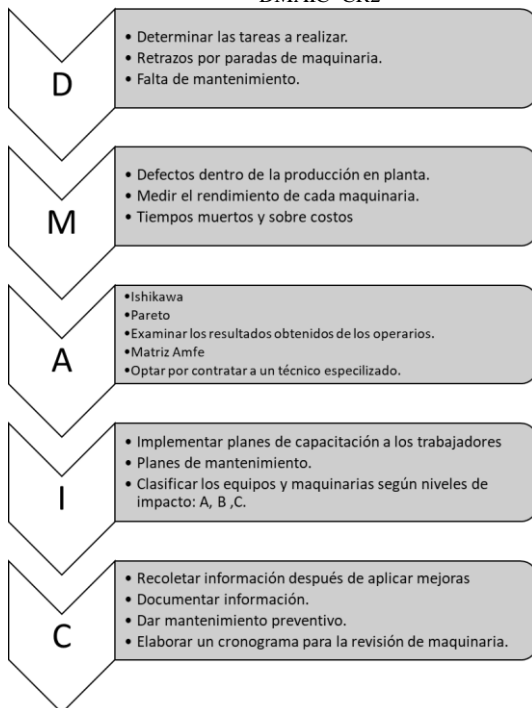 DMAIC CR2
D
• Determinar las tareas a realizar.
• Retrazos por paradas de maquinaria.
• Falta de mantenimiento.
M
• Defectos dentro de la producción en planta.
• Medir el rendimiento de cada maquinaria.
• Tiempos muertos y sobre costos
A
•Ishikawa
•Pareto
•Examinar los resultados obtenidos de los operarios.
•Matriz Amfe
•Optar por contratar a un técnico especilizado.
I
• Implementar planes de capacitación a los trabajadores
• Planes de mantenimiento.
• Clasificar los equipos y maquinarias según niveles de
impacto: A, B ,C.
C
• Recoletar información después de aplicar mejoras
• Documentar información.
• Dar mantenimiento preventivo.
• Elaborar un cronograma para la revisión de maquinaria.